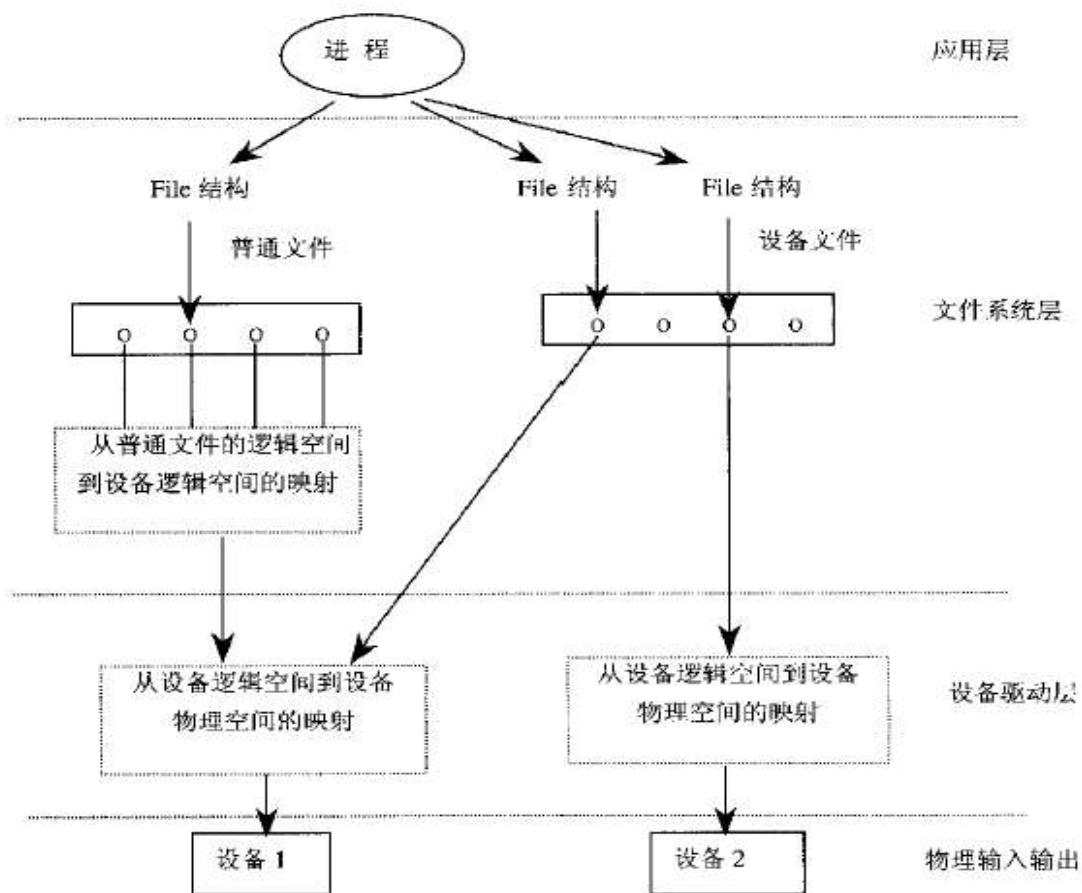 进 程
应用层
File 结构
File 结构
File 结构
普通文件
设备文件
文件系统层
o o o o
o o o o
从普通文件的逻辑空间
到设备逻辑空间的映射
从设备逻辑空间到设备
物理空间的映射
从设备逻辑空间到设备
物理空间的映射
设备驱动层
设备 1
设备 2
物理输入输出